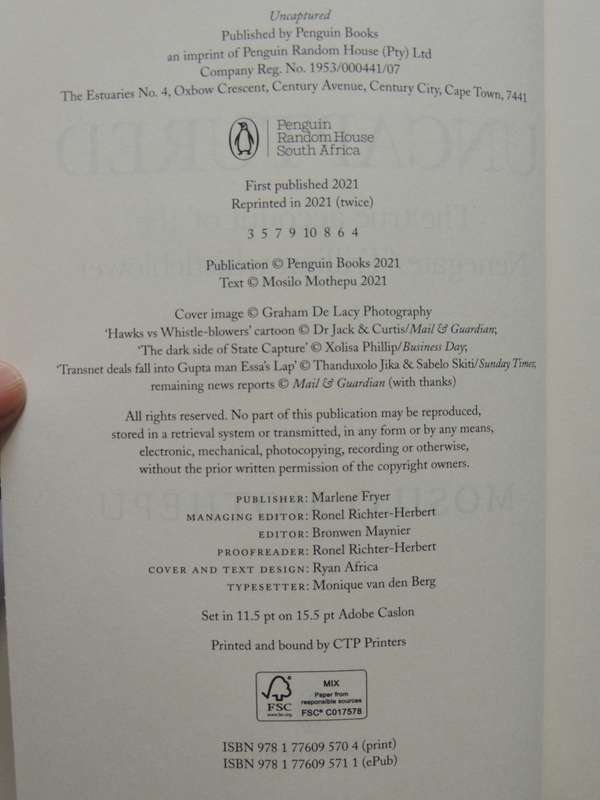 Uncaptured
Published by Penguin Books
an imprint of Penguin Random House (Pty) Ltd
Company Reg. No. 1953/000441/07
The Estuaries No. 4, Oxbow Crescent, Century Avenue, Century City, Cape Town, 7441
Penguin
Random House
South Africa
First published 2021
Reprinted in 2021 (twice)
3 5 7 9 10 8 6 4
Publication © Penguin Books 2021
Text © Mosilo Mothepu 2021
Cover image © Graham De Lacy Photography
‘Hawks vs Whistle-blowers’ cartoon © Dr Jack & Curtis/Mail & Guardian;
‘The dark side of State Capture’ © Xolisa Phillip/Business Day;
‘Transnet deals fall into Gupta man Essa’s Lap’ © Thanduxolo Jika & Sabelo Skiti/Sunday Times,
remaining news reports © Mail & Guardian (with thanks)
All rights reserved. No part of this publication may be reproduced,
stored in a retrieval system or transmitted, in any form or by any means,
electronic, mechanical, photocopying, recording or otherwise,
without the prior written permission of the copyright owners.
PUBLISHER: Marlene Fryer
MANAGING EDITOR: Ronel Richter-Herbert
EDITOR: Bronwen Maynier
PROOFREADER: Ronel Richter-Herbert
COVER AND TEXT DESIGN: Ryan Africa
TYPESETTER: Monique van den Berg
Set in 11.5 pt on 15.5 pt Adobe Caslon
Printed and bound by CTP Printers
FSC
www.fsc.org
MIX
Paper from
responsible sources
FSC® C017578
ISBN 978 1 77609 570 4 (print)
ISBN 978 1 77609 571 1 (ePub)